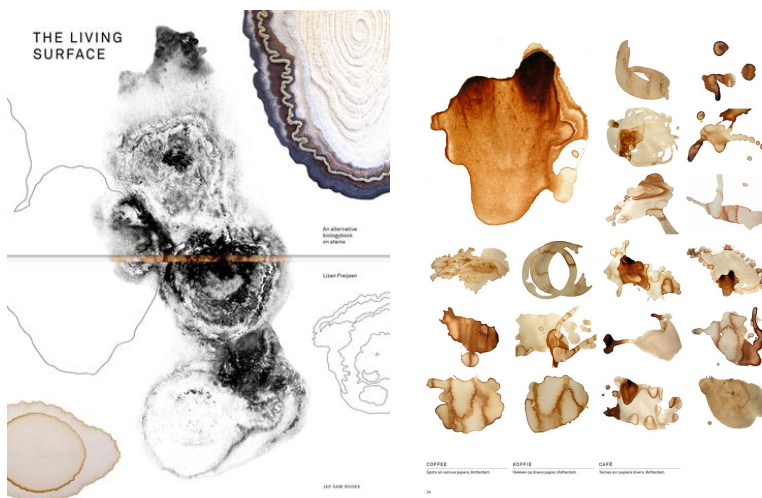 THE LIVING
SURFACE
An alternative
biologybook
on stains
Lizan Freijsen
JAP SAM BOOKS
COFFEE
Spots on various papers, Rotterdam
KOFFIE
Vlekken op divers papier, Rotterdam
CAFÉ
Taches sur papiers divers, Rotterdam
24